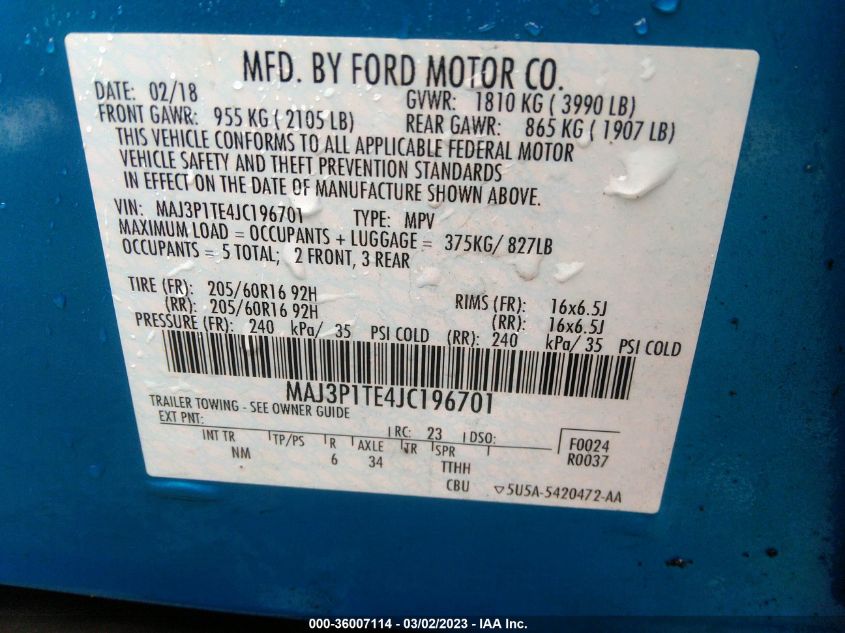 MFD. BY FORD MOTOR CO.
DATE: 02/18 GVWR: 1810 KG ( 3990 LB)
FRONT GAWR: 955 KG ( 2105 LB) REAR GAWR: 865 KG ( 1907 LB)
THIS VEHICLE CONFORMS TO ALL APPLICABLE FEDERAL MOTOR
VEHICLE SAFETY AND THEFT PREVENTION STANDARDS
IN EFFECT ON THE DATE OF MANUFACTURE SHOWN ABOVE.
VIN: MAJ3P1TE4JC196701 TYPE: MPV
MAXIMUM LOAD = OCCUPANTS + LUGGAGE = 375KG/ 827LB
OCCUPANTS = 5 TOTAL; 2 FRONT, 3 REAR
TIRE (FR): 205/60R16 92H RIMS (FR): 16x6.5J
(RR): 205/60R16 92H (RR): 16x6.5J
PRESSURE (FR): 240 kPa/ 35 PSI COLD (RR): 240 kPa/ 35 PSI COLD
MAJ3P1TE4JC196701
TRAILER TOWING - SEE OWNER GUIDE
EXT PNT: RC: 23 DSO: F0024
INT TR TP/PS R AXLE TR SPR R0037
NM 6 34 TTHH
CBU 5U5A-5420472-AA
000-36007114 - 03/02/2023 - IAA Inc.